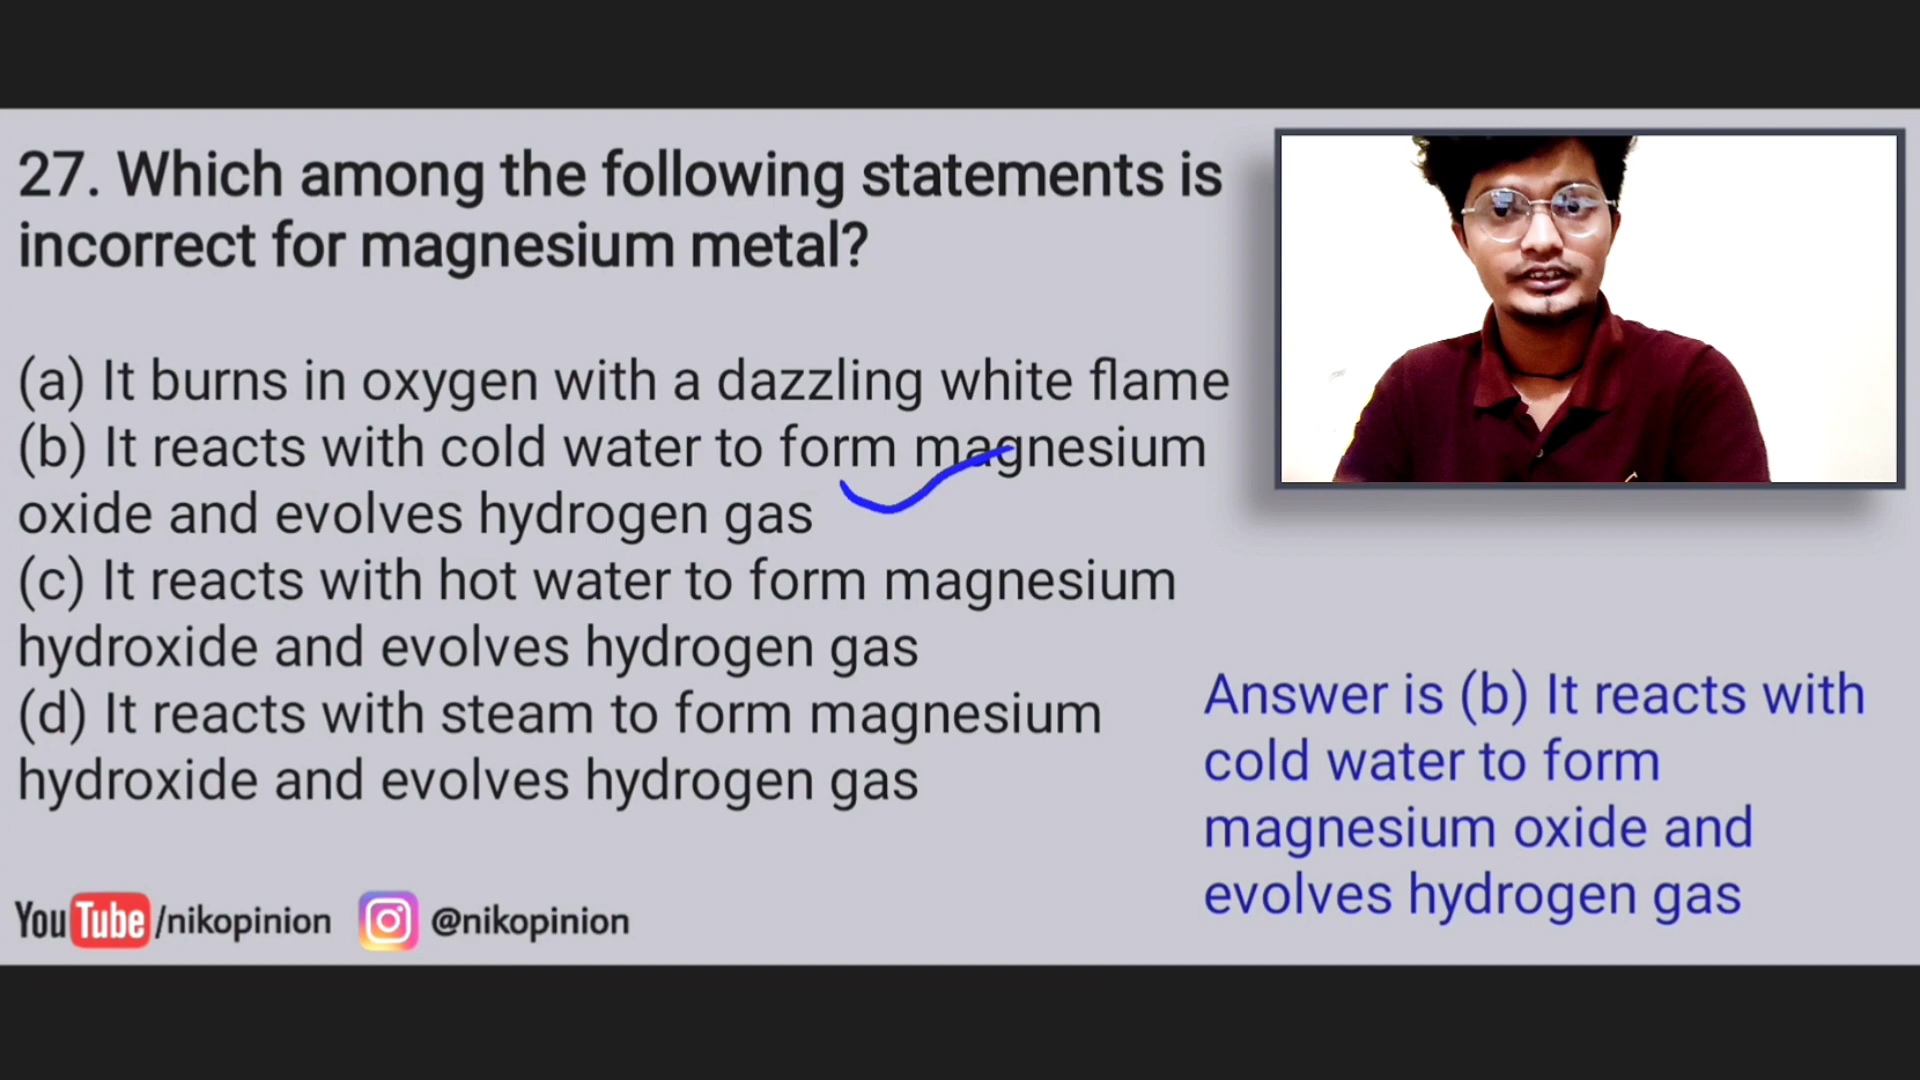 27. Which among the following statements is
incorrect for magnesium metal?
(a) It burns in oxygen with a dazzling white flame
(b) It reacts with cold water to form magnesium
oxide and evolves hydrogen gas
(c) It reacts with hot water to form magnesium
hydroxide and evolves hydrogen gas
(d) It reacts with steam to form magnesium
hydroxide and evolves hydrogen gas
Answer is (b) It reacts with
cold water to form
magnesium oxide and
evolves hydrogen gas
YouTube/nikopinion @nikopinion